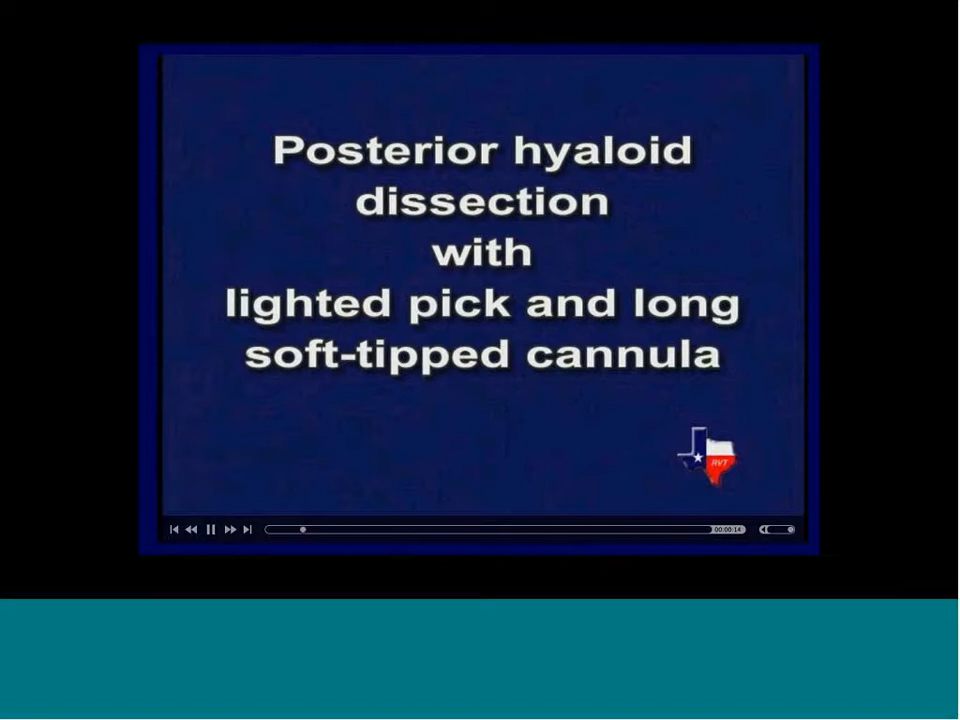 Posterior hyaloid
dissection
with
lighted pick and long
soft-tipped cannula
RVT
00:00:14